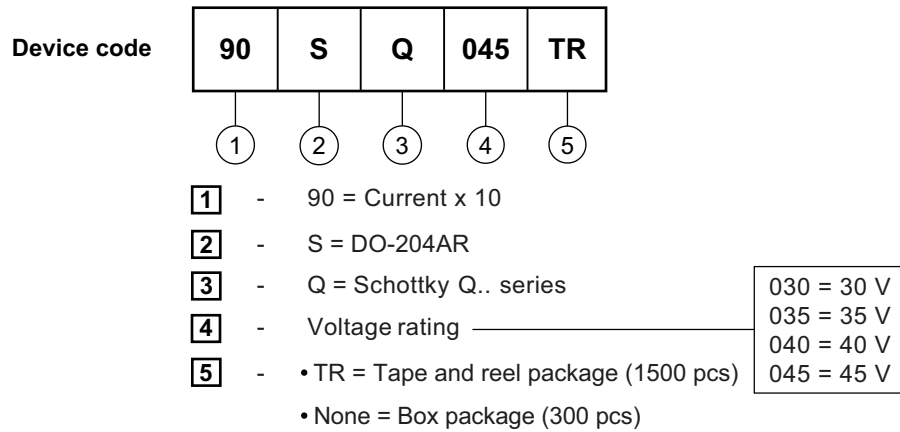 Device code 90 S Q 045 TR
1 2 3 4 5
1 - 90 = Current x 10
2 - S = DO-204AR
3 - Q = Schottky Q.. series
4 - Voltage rating
5 - • TR = Tape and reel package (1500 pcs)
• None = Box package (300 pcs)
030 = 30 V
035 = 35 V
040 = 40 V
045 = 45 V